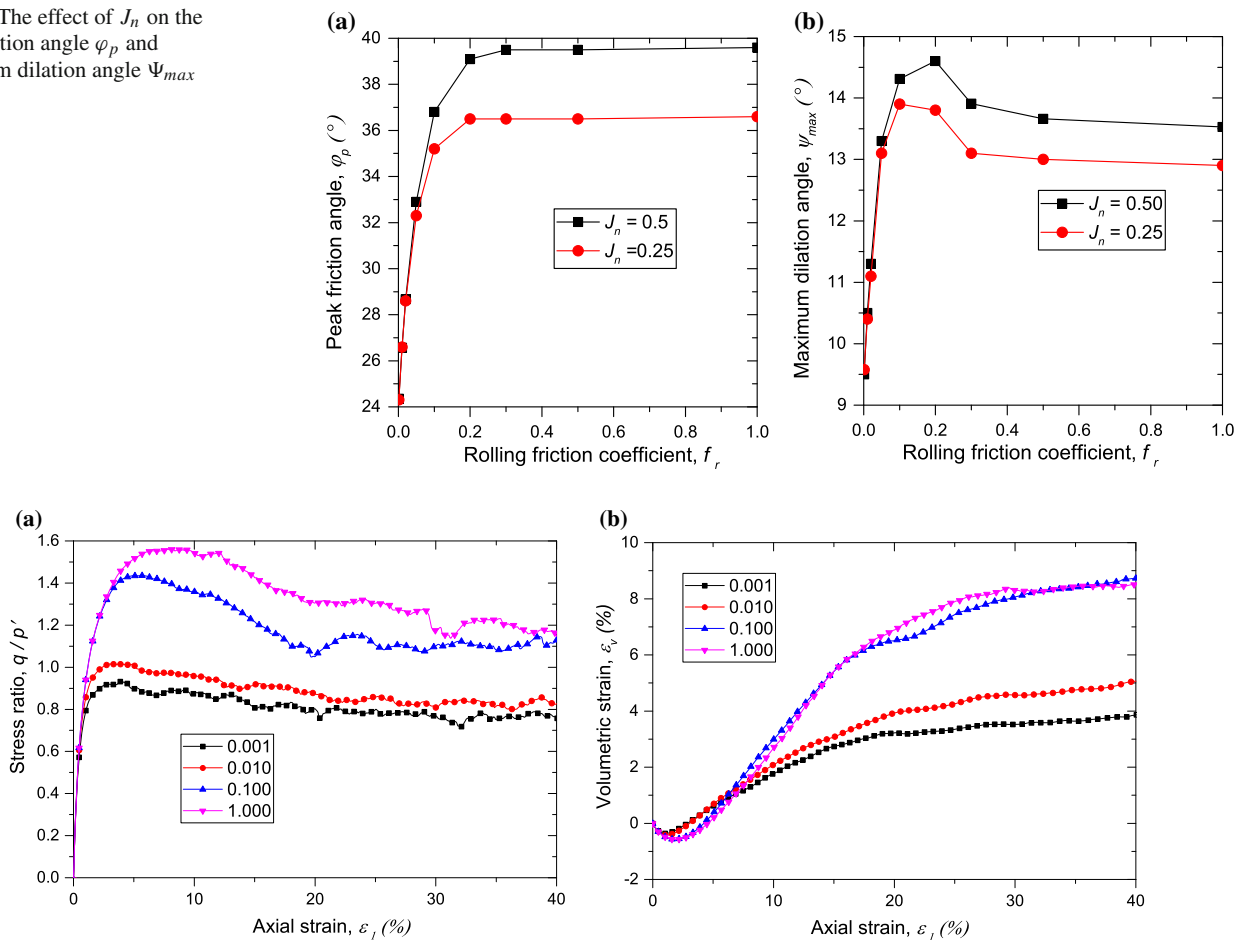 The effect of Jn on the
tion angle φp and
m dilation angle Ψmax
(a)
40
38
36
34
32
30
28
26
24
Peak friction angle, φp (°)
Jn = 0.5
Jn =0.25
0.0 0.2 0.4 0.6 0.8 1.0
Rolling friction coefficient, fr
(b)
15
14
13
12
11
10
9
Maximum dilation angle, ψmax (°)
Jn = 0.50
Jn = 0.25
0.0 0.2 0.4 0.6 0.8 1.0
Rolling friction coefficient, fr
(a)
1.6
1.4
1.2
1.0
0.8
0.6
0.4
0.2
0.0
Stress ratio, q / p′
0.001
0.010
0.100
1.000
0 10 20 30 40
Axial strain, ε1 (%)
(b)
10
8
6
4
2
0
-2
Volumetric strain, εv (%)
0.001
0.010
0.100
1.000
0 10 20 30 40
Axial strain, ε1 (%)